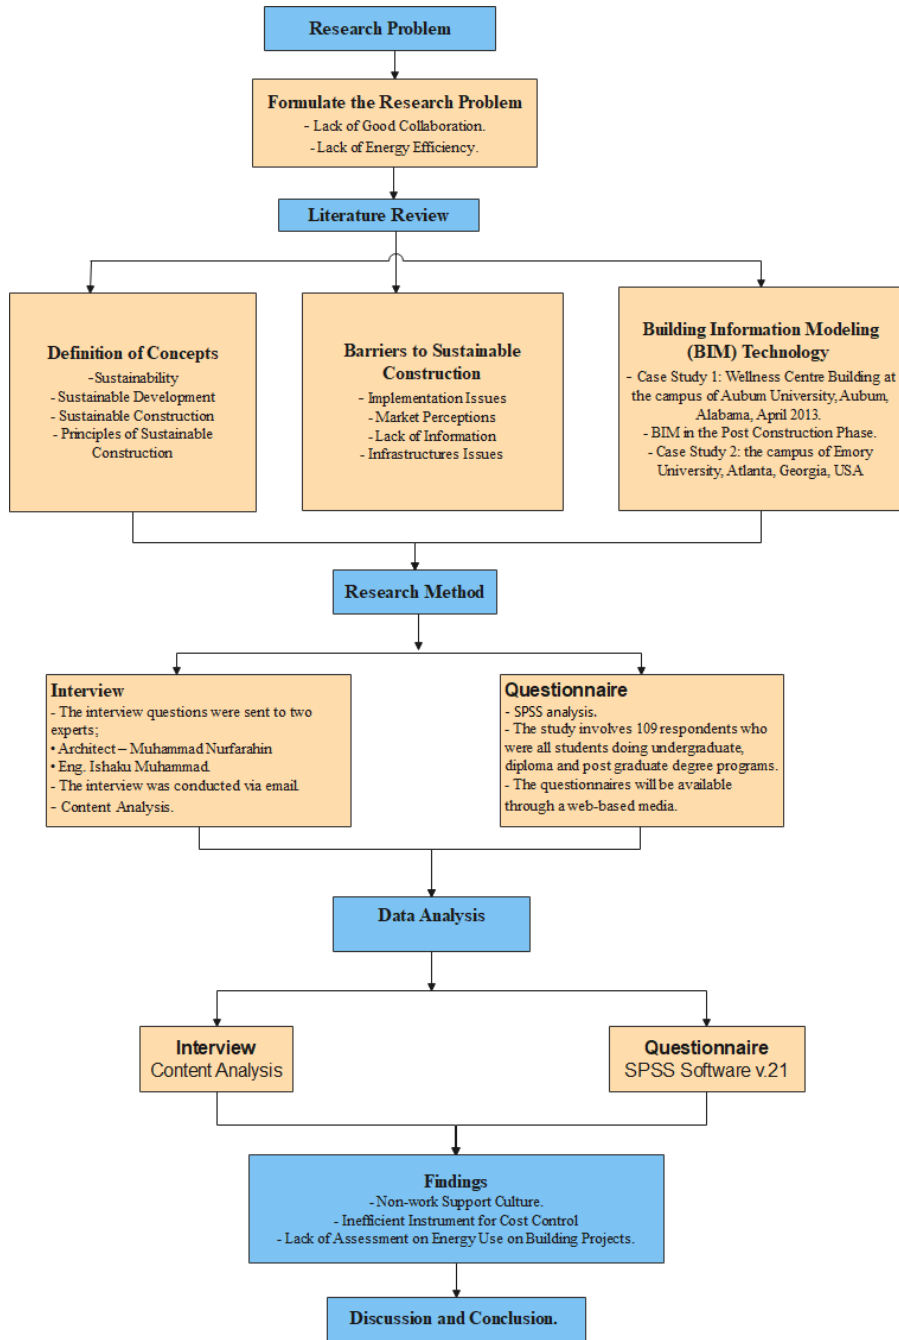 Research Problem
Formulate the Research Problem
- Lack of Good Collaboration.
- Lack of Energy Efficiency.
Literature Review
Definition of Concepts
-Sustainability
- Sustainable Development
- Sustainable Construction
- Principles of Sustainable
Construction
Barriers to Sustainable
Construction
- Implementation Issues
- Market Perceptions
- Lack of Information
- Infrastructures Issues
Building Information Modeling
(BIM) Technology
- Case Study 1: Wellness Centre Building at
the campus of Aubum University, Aubum,
Alabama, April 2013.
- BIM in the Post Construction Phase.
- Case Study 2: the campus of Emory
University, Atlanta, Georgia, USA
Research Method
Interview
- The interview questions were sent to two
experts;
• Architect – Muhammad Nurfarahin
• Eng. Ishaku Muhammad.
- The interview was conducted via email.
- Content Analysis.
Questionnaire
- SPSS analysis.
- The study involves 109 respondents who
were all students doing undergraduate,
diploma and post graduate degree programs.
- The questionnaires will be available
through a web-based media.
Data Analysis
Interview
Content Analysis
Questionnaire
SPSS Software v.21
Findings
- Non-work Support Culture.
- Inefficient Instrument for Cost Control
- Lack of Assessment on Energy Use on Building Projects.
Discussion and Conclusion.